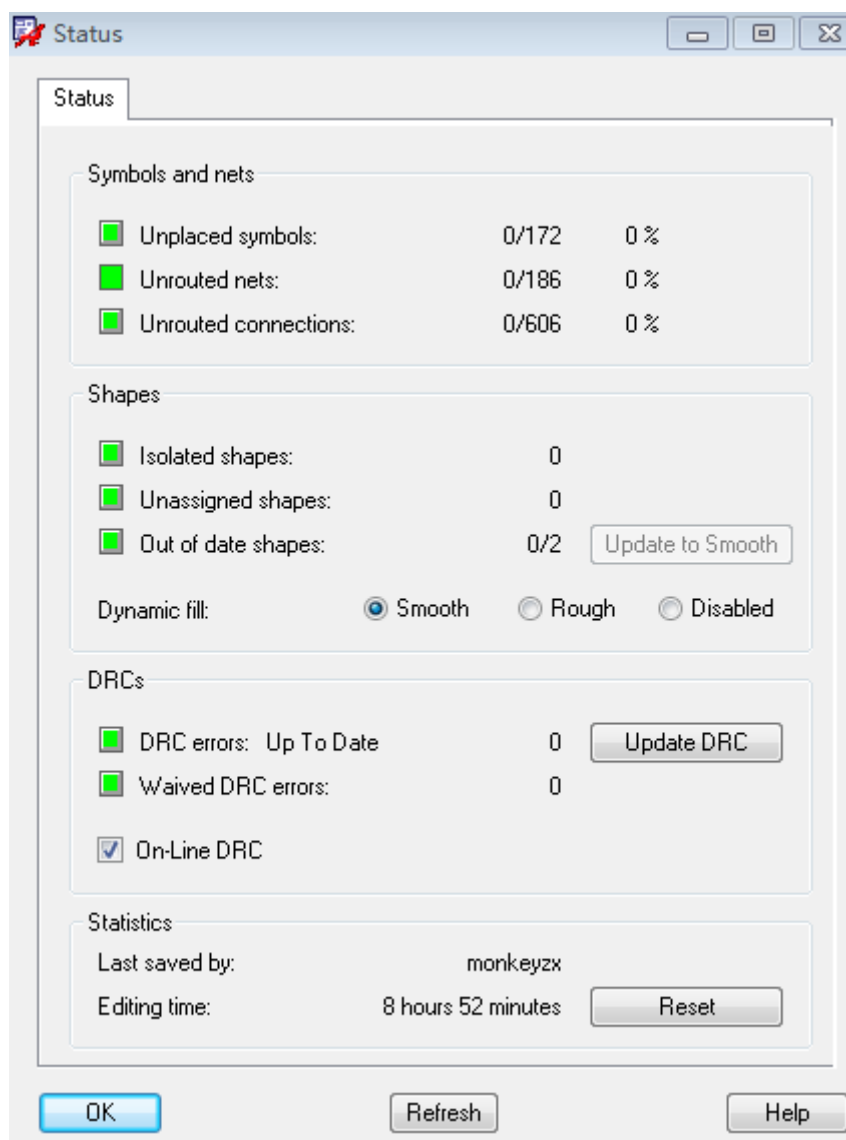 Status
Status
Symbols and nets
Unplaced symbols: 0/172 0 %
Unrouted nets: 0/186 0 %
Unrouted connections: 0/606 0 %
Shapes
Isolated shapes: 0
Unassigned shapes: 0
Out of date shapes: 0/2 Update to Smooth
Dynamic fill: Smooth Rough Disabled
DRCs
DRC errors: Up To Date 0 Update DRC
Waived DRC errors: 0
On-Line DRC
Statistics
Last saved by: monkeyzx
Editing time: 8 hours 52 minutes Reset
OK Refresh Help